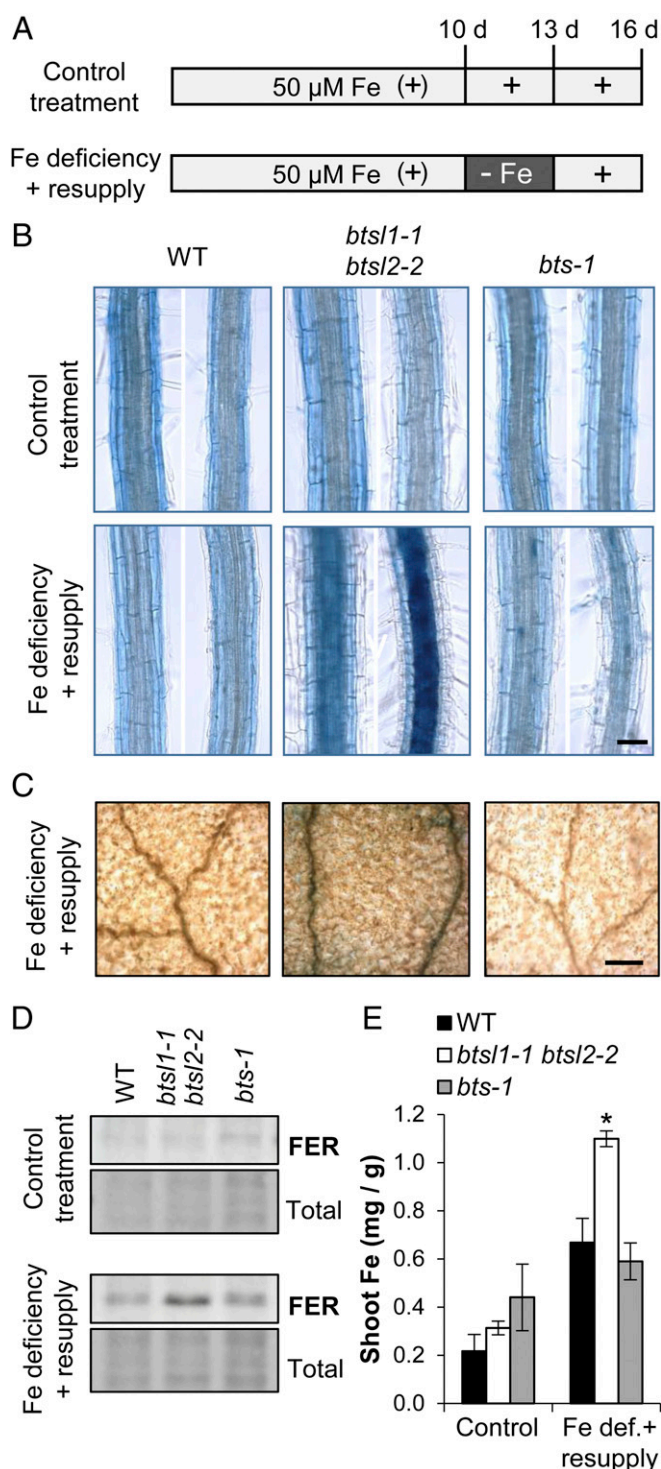 A
10 d 13 d 16 d
Control
treatment
50 µM Fe (+) + +
Fe deficiency
+ resupply
50 µM Fe (+) - Fe +
B
WT
btsl1-1
btsl2-2
bts-1
Control
treatment
Fe deficiency
+ resupply
C
Fe deficiency
+ resupply
D
WT
btsl1-1
btsl2-2
bts-1
Control
treatment
FER
Total
Fe deficiency
+ resupply
FER
Total
E
WT
btsl1-1 btsl2-2
bts-1
Shoot Fe (mg / g)
1.2
1.0
0.8
0.6
0.4
0.2
0.0
*
Control
Fe def.+
resupply